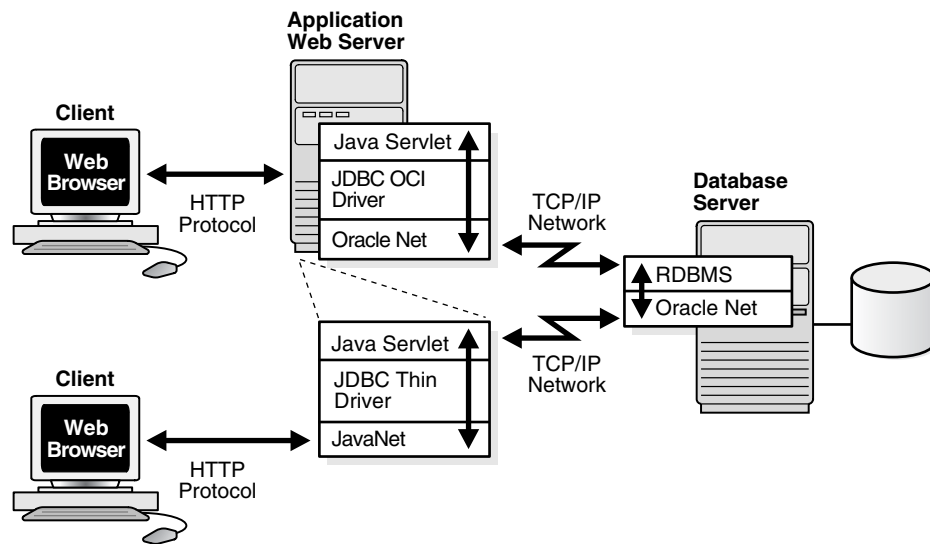 Application
Web Server
Client
Web
Browser
HTTP
Protocol
Java Servlet
JDBC OCI
Driver
Oracle Net
TCP/IP
Network
Database
Server
RDBMS
Oracle Net
Client
Web
Browser
HTTP
Protocol
Java Servlet
JDBC Thin
Driver
JavaNet
TCP/IP
Network